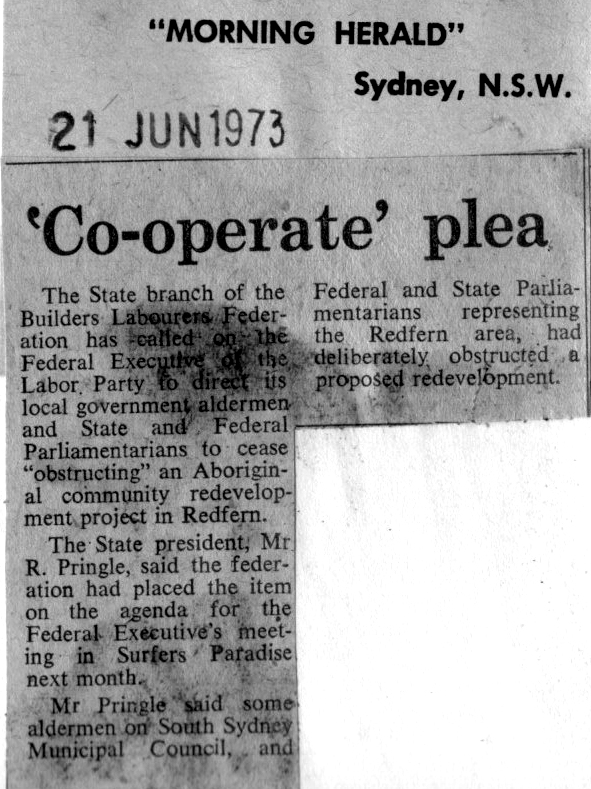 "MORNING HERALD"
Sydney, N.S.W.
21 JUN 1973
'Co-operate' plea
The State branch of the
Builders Labourers Feder-
ation has called on the
Federal Executive of the
Labor Party to direct its
local government aldermen
and State and Federal
Parliamentarians to cease
"obstructing" an Aborigin-
al community redevelop-
ment project in Redfern.
The State president, Mr
R. Pringle, said the feder-
ation had placed the item
on the agenda for the
Federal Executive's meet-
ing in Surfers Paradise
next month.
Mr Pringle said some
aldermen on South Sydney
Municipal Council, and
Federal and State Parlia-
mentarians representing
the Redfern area, had
deliberately obstructed a
proposed redevelopment.